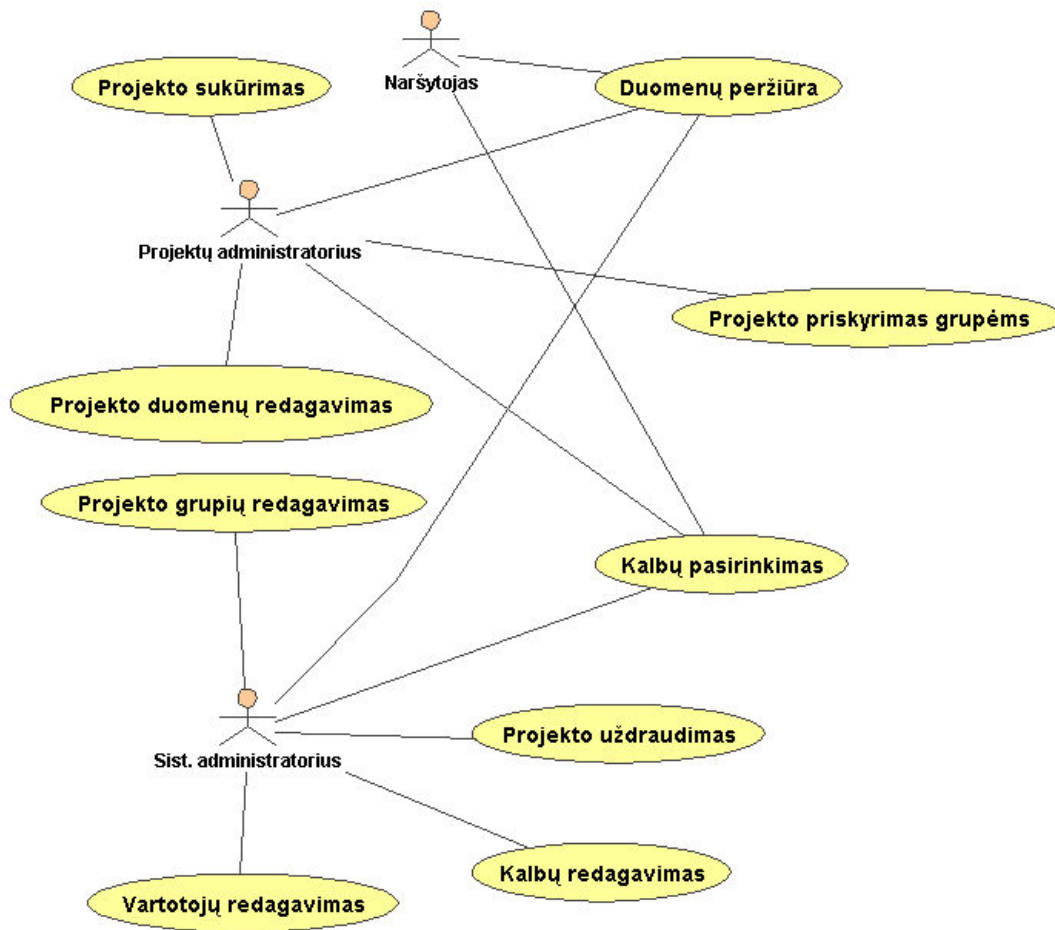 Naršytojas
Projekto sukūrimas
Duomenų peržiūra
Projektų administratorius
Projekto priskyrimas grupėms
Projekto duomenų redagavimas
Projekto grupių redagavimas
Kalbų pasirinkimas
Projekto uždraudimas
Sist. administratorius
Kalbų redagavimas
Vartotojų redagavimas